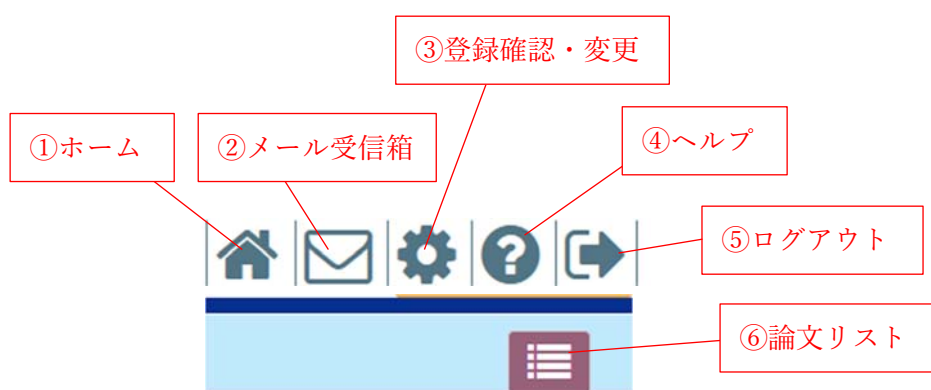 ③登録確認・変更
①ホーム
②メール受信箱
④ヘルプ
⑤ログアウト
⑥論文リスト